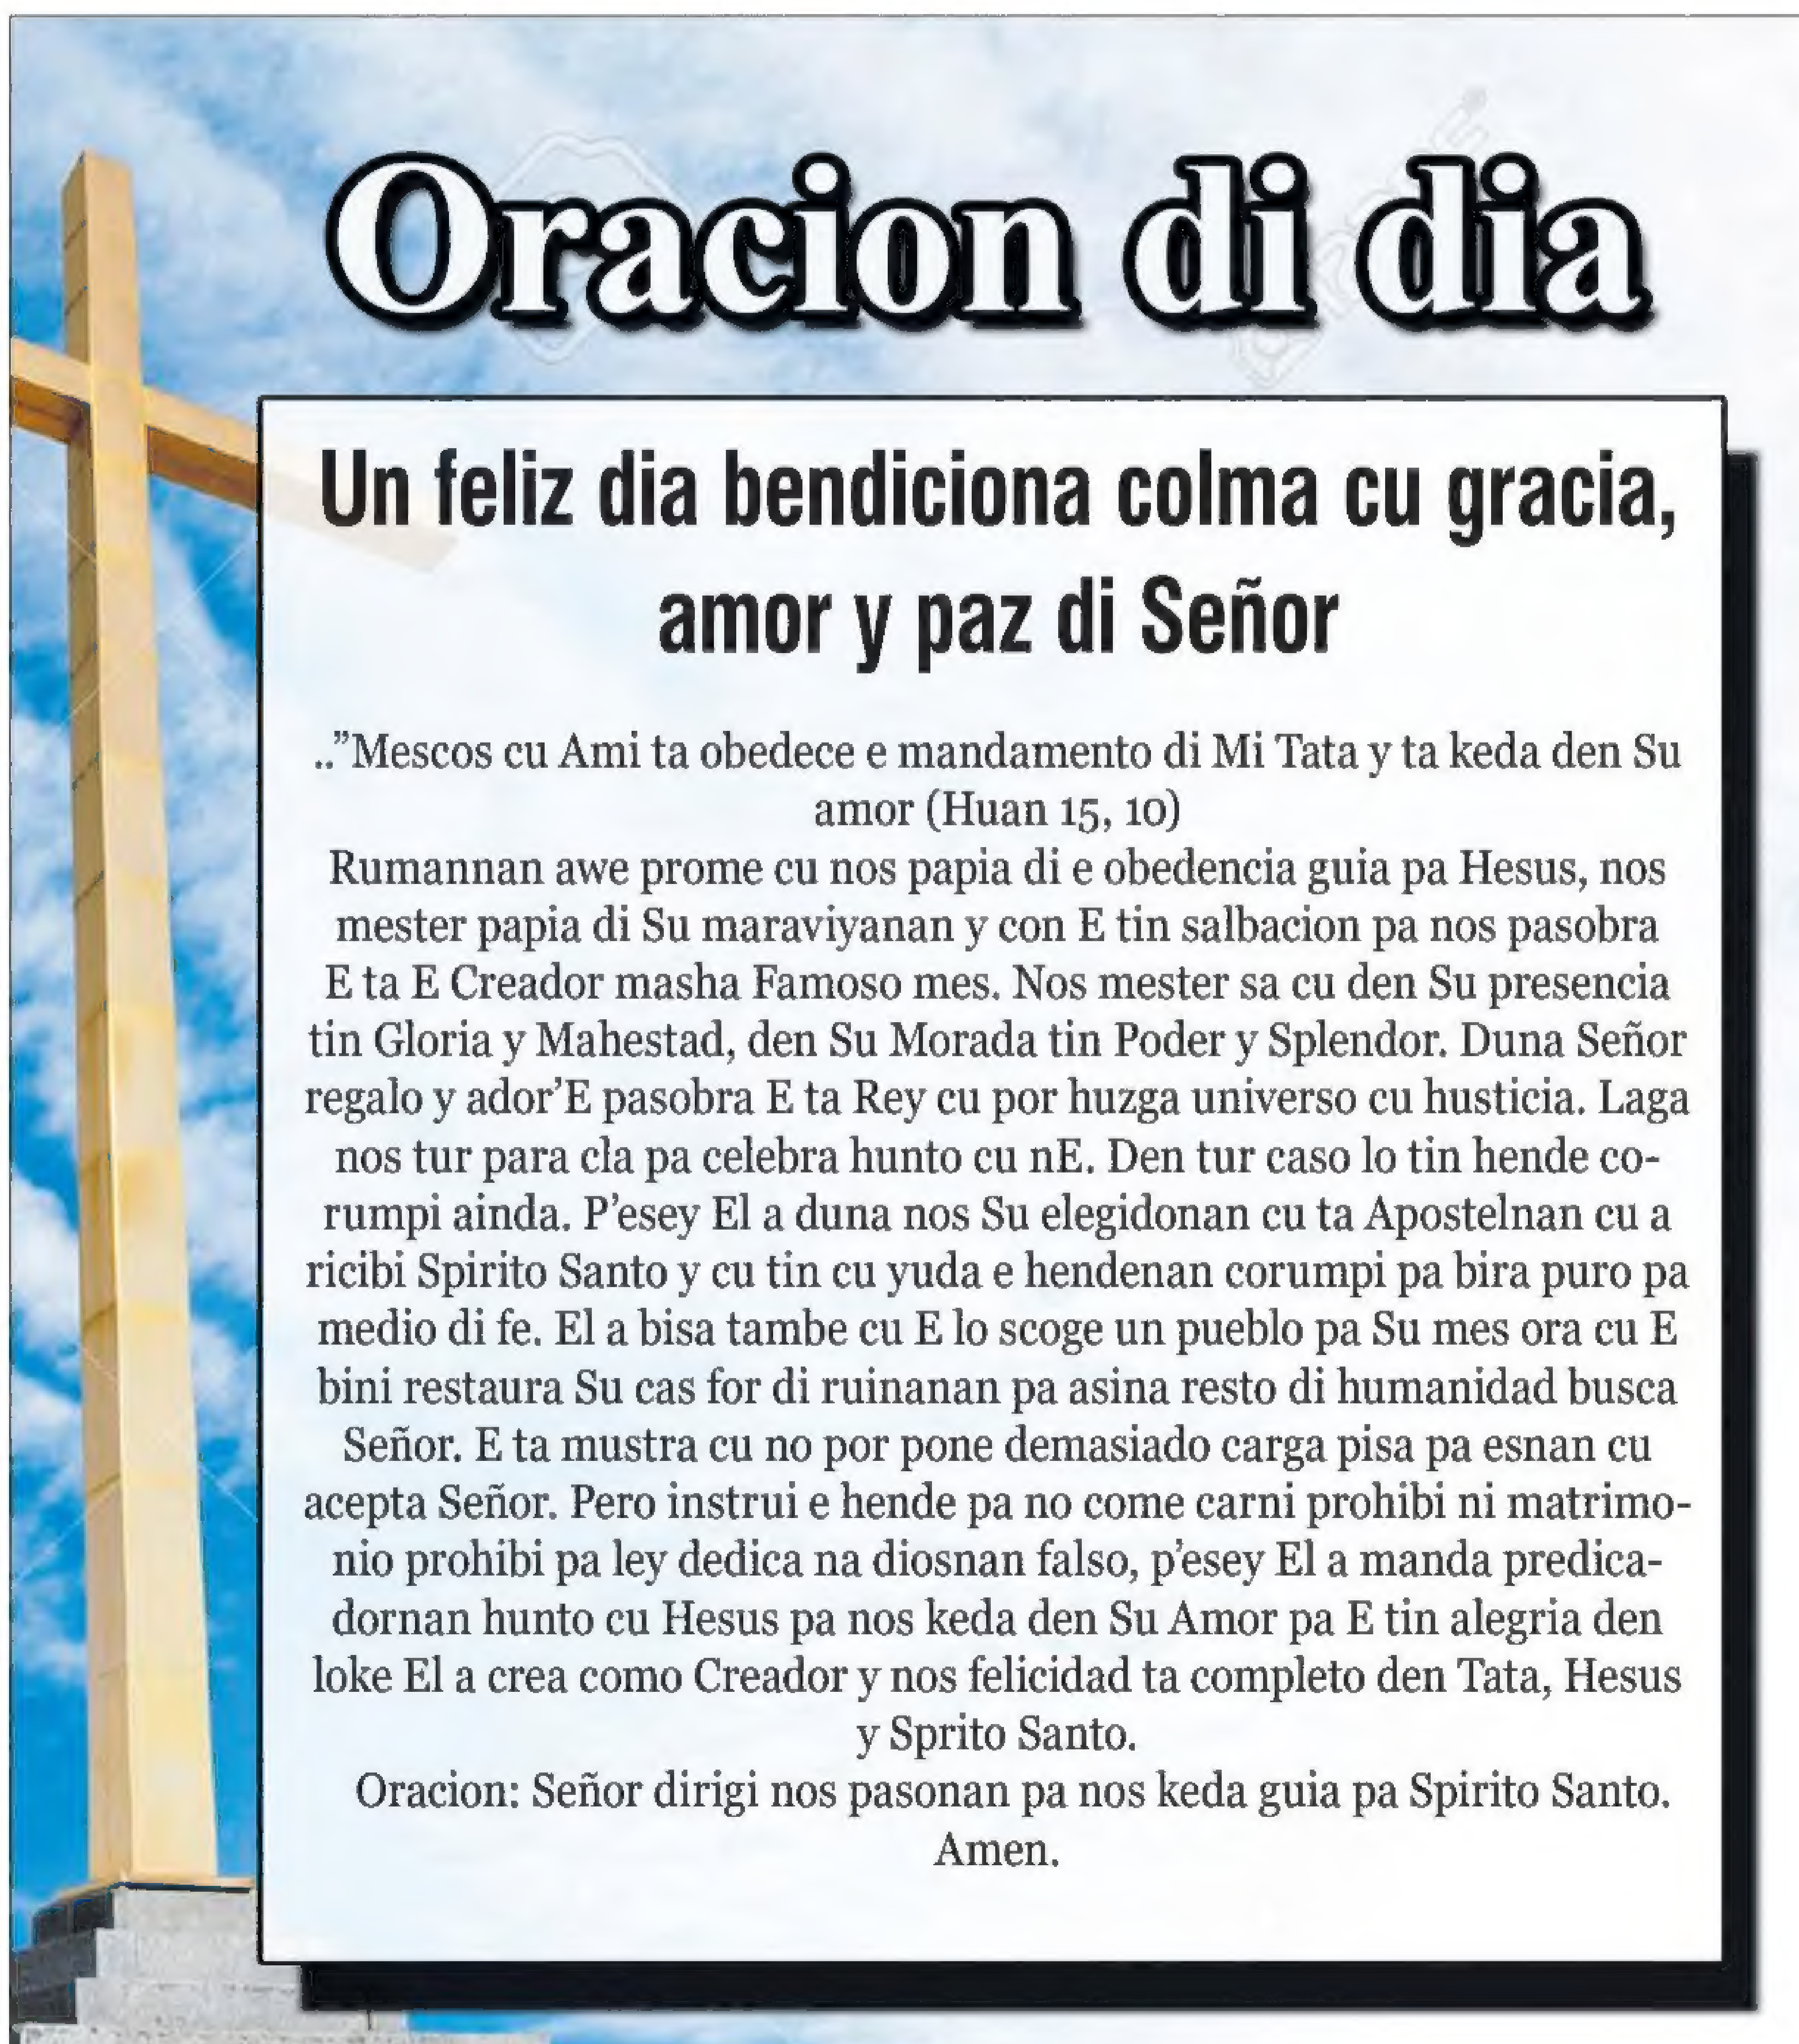 Oracion di dia
Un feliz dia bendiciona colma cu gracia,
amor y paz di Señor
..”Mescos cu Ami ta obedece e mandamento di Mi Tata y ta keda den Su
amor (Huan 15, 10)
Rumannan awe prome cu nos papia di e obedencia guia pa Hesus, nos
mester papia di Su maraviyanan y con E tin salbacion pa nos pasobra
E ta E Creador masha Famoso mes. Nos mester sa cu den Su presencia
tin Gloria y Mahestad, den Su Morada tin Poder y Splendor. Duna Señor
regalo y ador’E pasobra E ta Rey cu por huzga universo cu husticia. Laga
nos tur para cla pa celebra hunto cu nE. Den tur caso lo tin hende co-
rumpi ainda. P’esey El a duna nos Su elegidonan cu ta Apostelnan cu a
ricibi Spirito Santo y cu tin cu yuda e hendenan corumpi pa bira puro pa
medio di fe. El a bisa tambe cu E lo scoge un pueblo pa Su mes ora cu E
bini restaura Su cas for di ruinanan pa asina resto di humanidad busca
Señor. E ta mustra cu no por pone demasiado carga pisa pa esnan cu
acepta Señor. Pero instrui e hende pa no come carni prohibi ni matrimo-
nio prohibi pa ley dedica na diosnan falso, p’esey El a manda predica-
dornan hunto cu Hesus pa nos keda den Su Amor pa E tin alegria den
loke El a crea como Creador y nos felicidad ta completo den Tata, Hesus
y Sprito Santo.
Oracion: Señor dirigi nos pasonan pa nos keda guia pa Spirito Santo.
Amen.